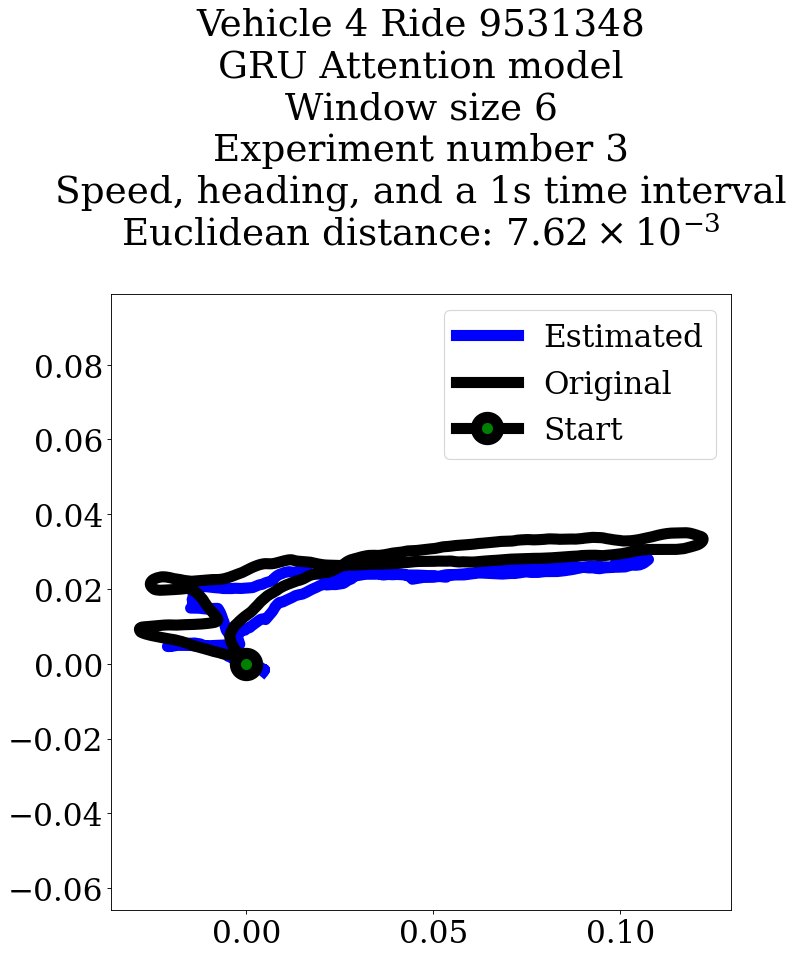 Vehicle 4 Ride 9531348
GRU Attention model
Window size 6
Experiment number 3
Speed, heading, and a 1s time interval
Euclidean distance: 7.62 × 10⁻³
Estimated
Original
Start
0.08
0.06
0.04
0.02
0.00
−0.02
−0.04
−0.06
0.00 0.05 0.10